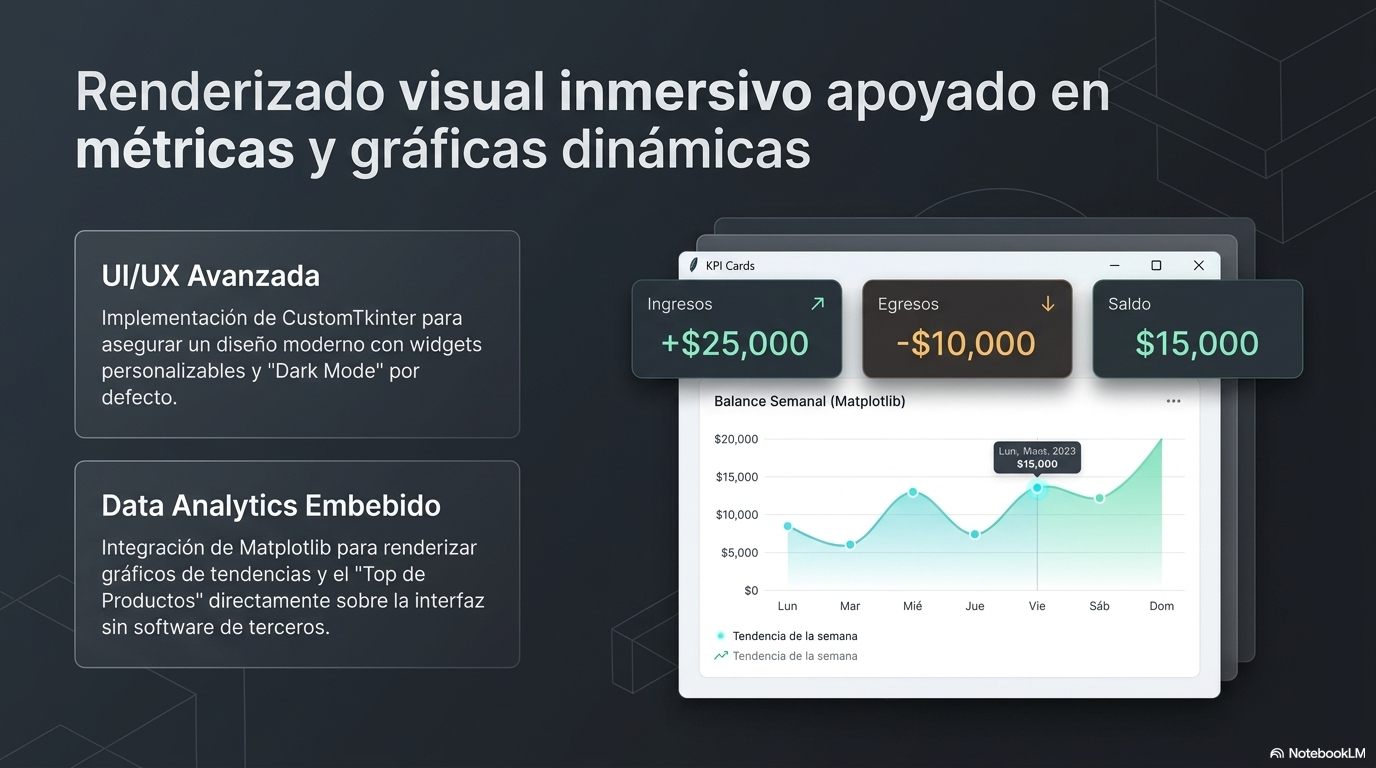 Renderizado visual inmersivo apoyado en
métricas y gráficas dinámicas
UI/UX Avanzada
Implementación de CustomTkinter para
asegurar un diseño moderno con widgets
personalizables y "Dark Mode" por
defecto.
Data Analytics Embebido
Integración de Matplotlib para renderizar
gráficos de tendencias y el "Top de
Productos" directamente sobre la interfaz
sin software de terceros.
KPI Cards
Ingresos
+$25,000
Egresos
-$10,000
Saldo
$15,000
Balance Semanal (Matplotlib)
$20,000
$15,000
$10,000
$5,000
$0
Lun, 2023
$15,000
Lun Mar Mié Jue Vie Sáb Dom
Tendencia de la semana
Tendencia de la semana
NotebookLM